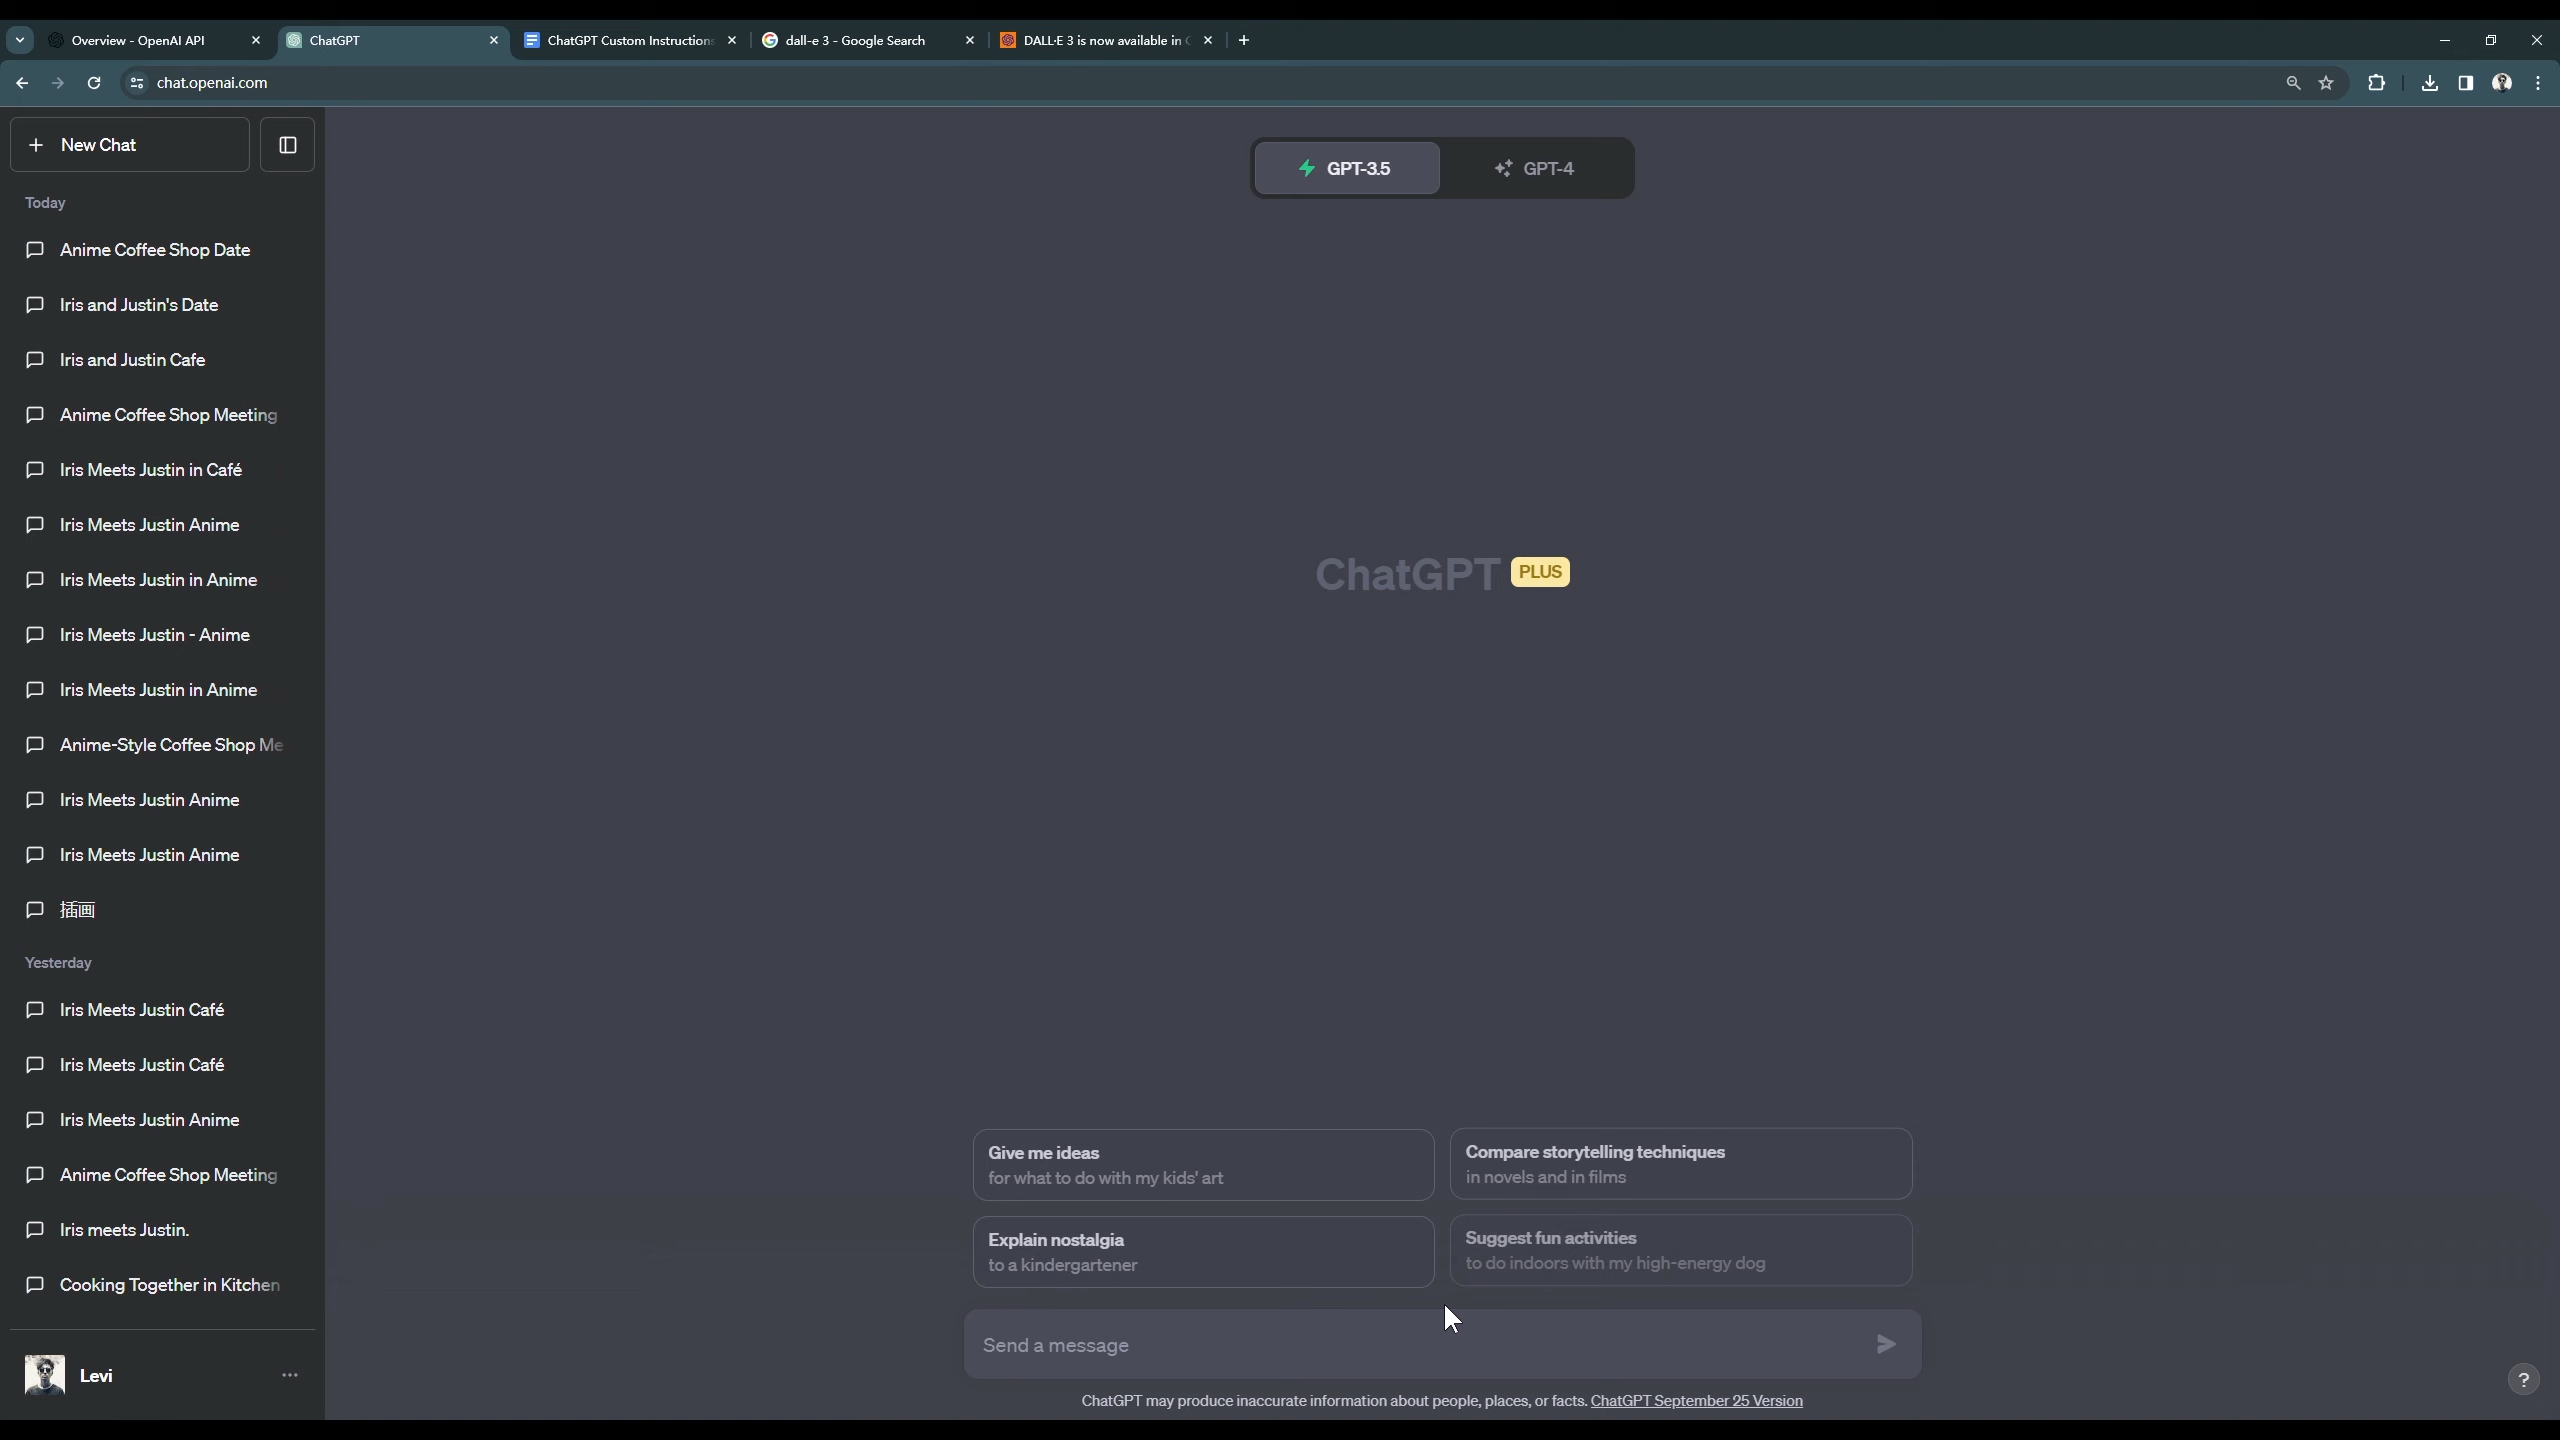 Overview - OpenAI API
ChatGPT
ChatGPT Custom Instructions
dall-e 3 - Google Search
DALL·E 3 is now available in
chat.openai.com
New Chat
Today
Anime Coffee Shop Date
Iris and Justin's Date
Iris and Justin Cafe
Anime Coffee Shop Meeting
Iris Meets Justin in Café
Iris Meets Justin Anime
Iris Meets Justin in Anime
Iris Meets Justin - Anime
Iris Meets Justin in Anime
Anime-Style Coffee Shop Me
Iris Meets Justin Anime
Iris Meets Justin Anime
插画
Yesterday
Iris Meets Justin Café
Iris Meets Justin Café
Iris Meets Justin Anime
Anime Coffee Shop Meeting
Iris meets Justin.
Cooking Together in Kitchen
Levi
GPT-3.5
GPT-4
ChatGPT PLUS
Give me ideas
for what to do with my kids' art
Compare storytelling techniques
in novels and in films
Explain nostalgia
to a kindergartener
Suggest fun activities
to do indoors with my high-energy dog
Send a message
ChatGPT may produce inaccurate information about people, places, or facts. ChatGPT September 25 Version
?